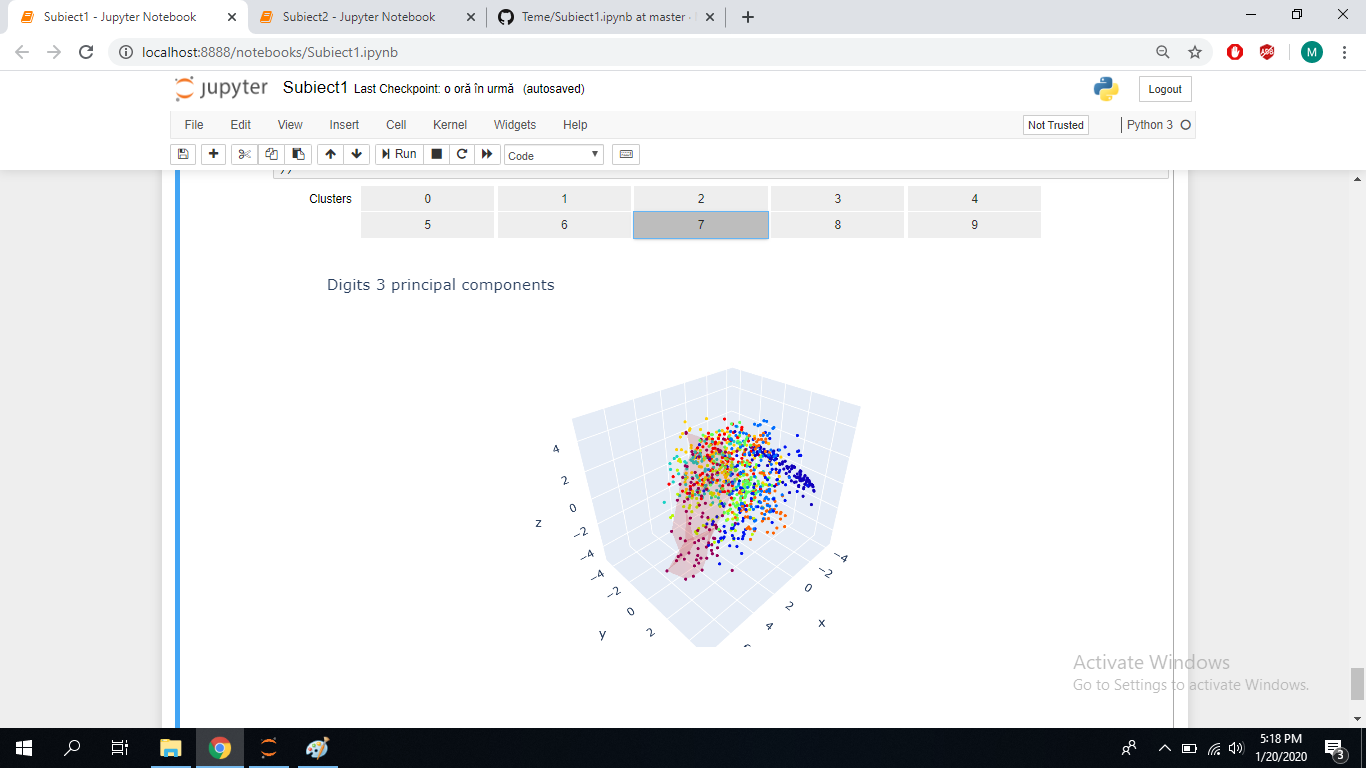 Subiect1 - Jupyter Notebook
Subiect2 - Jupyter Notebook
Teme/Subiect1.ipynb at master ·
localhost:8888/notebooks/Subiect1.ipynb
ABP
M
jupyter Subiect1 Last Checkpoint: o oră în urmă (autosaved)
Logout
File Edit View Insert Cell Kernel Widgets Help
Not Trusted
Python 3
Run
Code
Clusters 0 1 2 3 4
5 6 7 8 9
Digits 3 principal components
4
2
0
−2
−4
z
−4
−2
0
2
y
−4
−2
0
2
4
x
Activate Windows
Go to Settings to activate Windows.
5:18 PM
1/20/2020
3